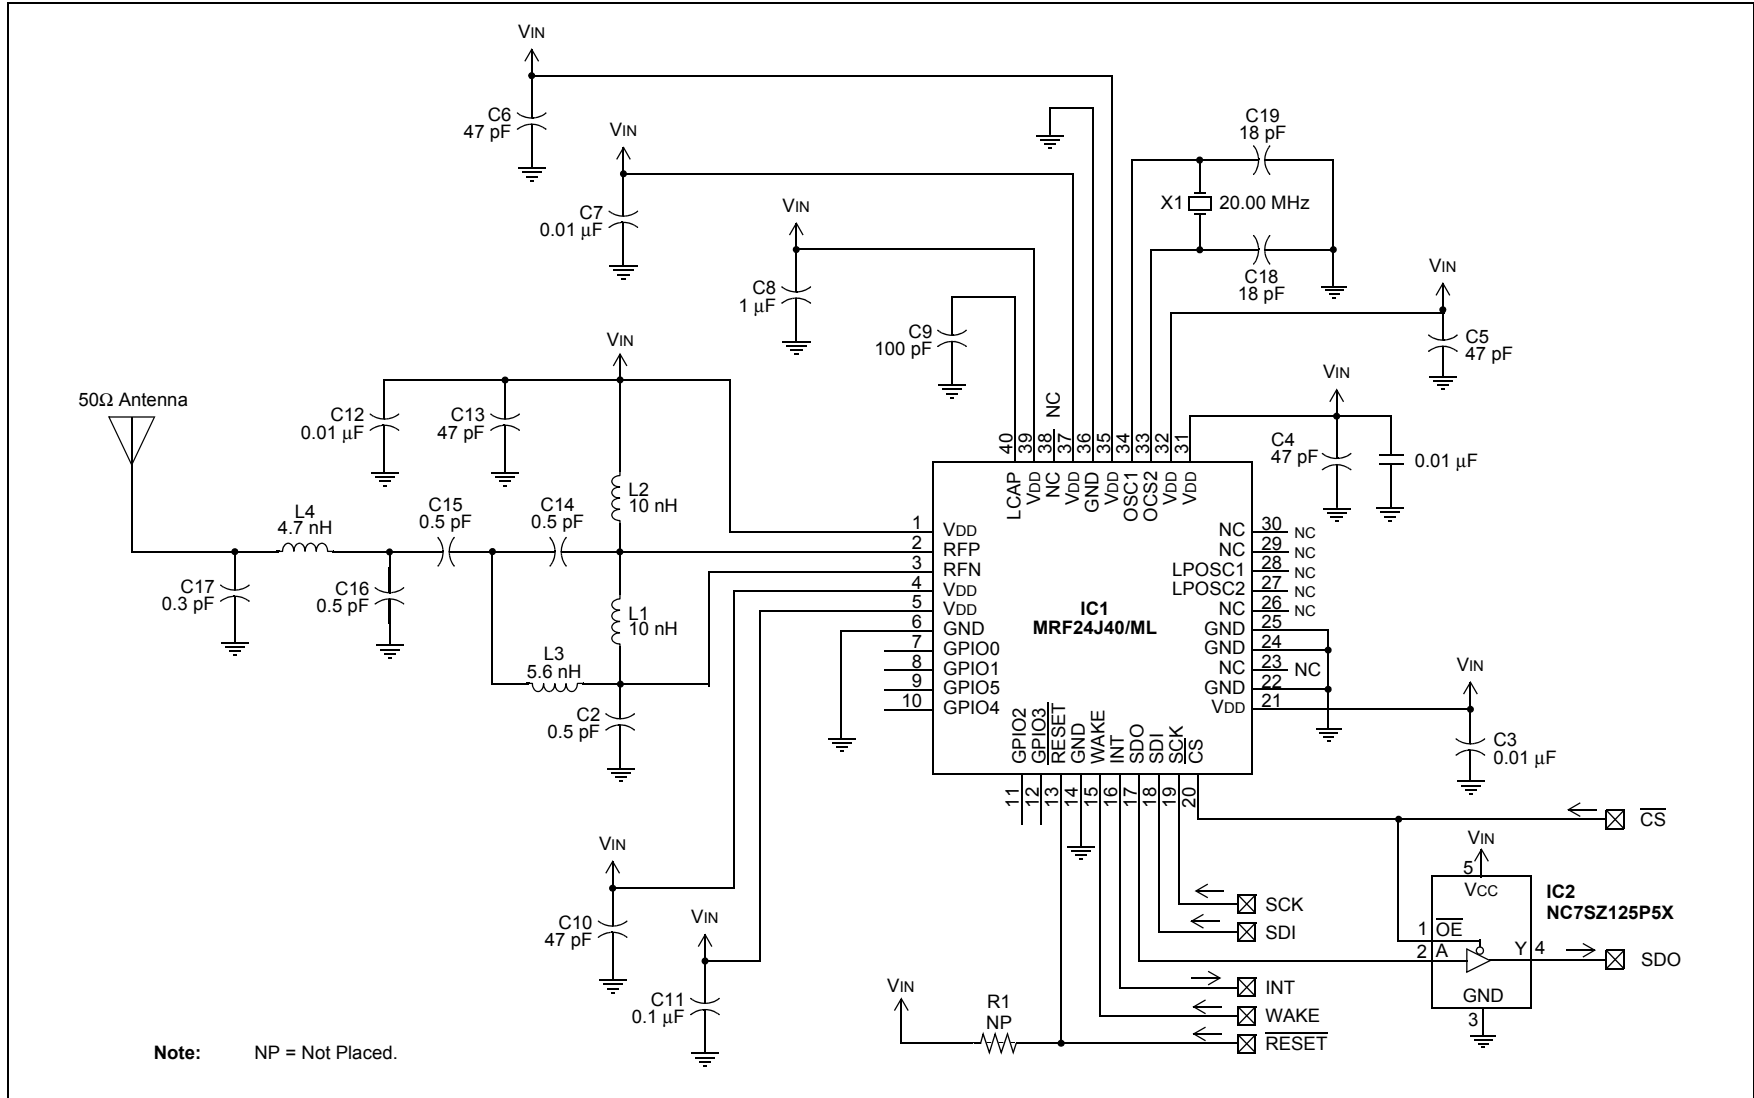 VIN
C6
47 pF
VIN
C7
0.01 µF
VIN
C8
1 µF
C9
100 pF
C19
18 pF
X1 20.00 MHz
C18
18 pF
VIN
C5
47 pF
VIN
C4
47 pF
0.01 µF
VIN
50Ω Antenna
C12
0.01 µF
C13
47 pF
L2
10 nH
L4
4.7 nH
C15
0.5 pF
C14
0.5 pF
C17
0.3 pF
C16
0.5 pF
L1
10 nH
L3
5.6 nH
C2
0.5 pF
NC
40 39 38 37 36 35 34 33 32 31
LCAP VDD NC VDD GND VDD OSC1 OCS2 VDD VDD
1 VDD
2 RFP
3 RFN
4 VDD
5 VDD
6 GND
7 GPIO0
8 GPIO1
9 GPIO5
10 GPIO4
IC1
MRF24J40/ML
NC 30 NC
NC 29 NC
LPOSC1 28 NC
LPOSC2 27 NC
NC 26 NC
GND 25
GND 24
NC 23 NC
GND 22
VDD 21
GPIO2 GPIO3 RESET GND WAKE INT SDO SDI SCK CS
11 12 13 14 15 16 17 18 19 20
VIN
C3
0.01 µF
CS
VIN
5
VCC
IC2
NC7SZ125P5X
1 OE
2 A
Y 4
SDO
GND
3
SCK
SDI
INT
WAKE
RESET
VIN
C10
47 pF
VIN
C11
0.1 µF
VIN
R1
NP
Note: NP = Not Placed.